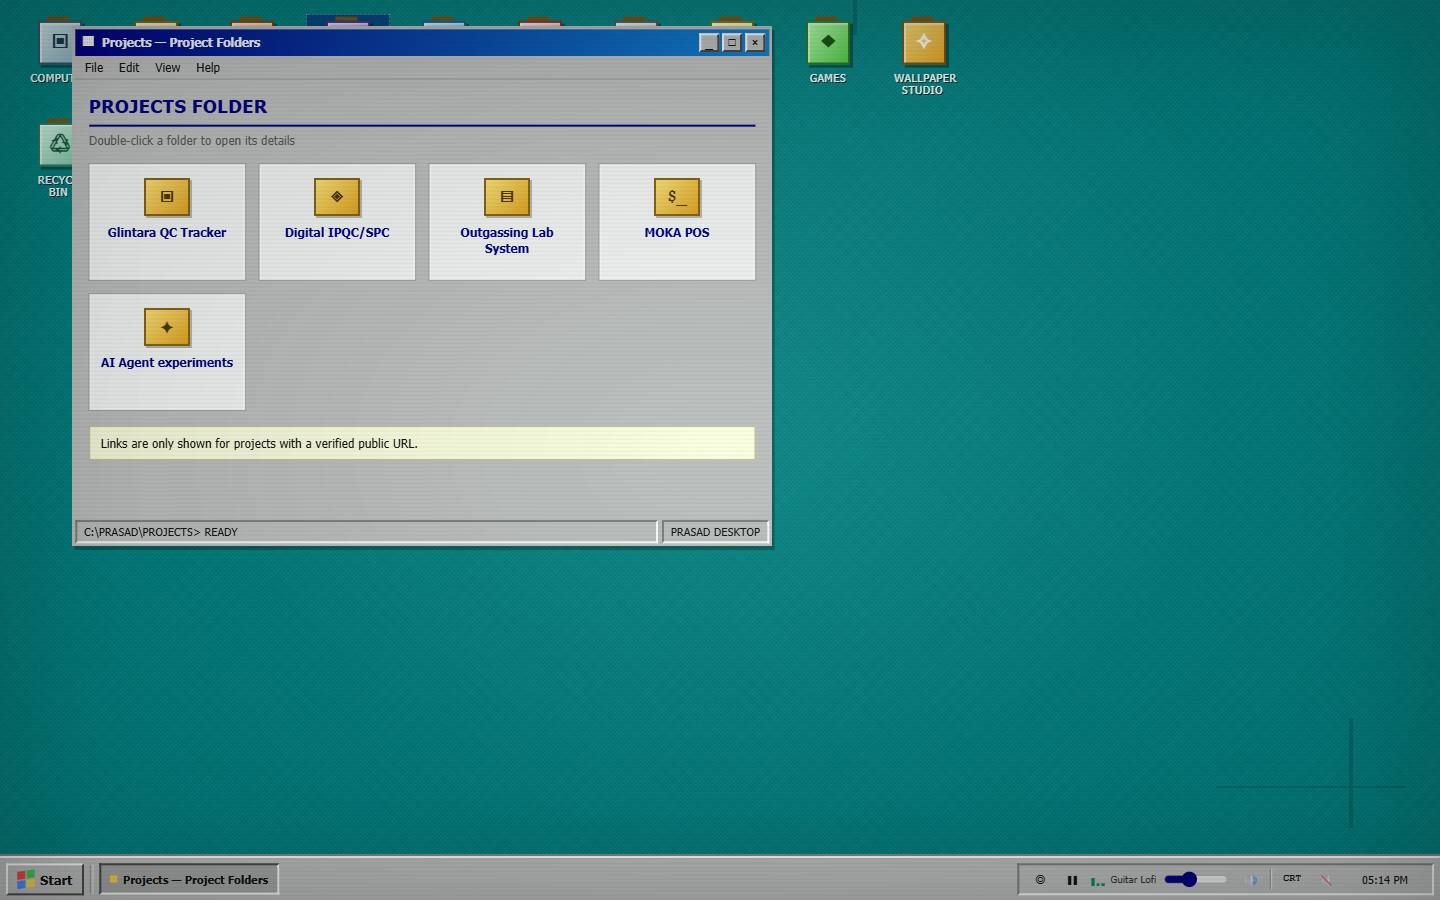 Projects — Project Folders
File Edit View Help
PROJECTS FOLDER
Double-click a folder to open its details
Glintara QC Tracker
Digital IPQC/SPC
Outgassing Lab
System
$_
MOKA POS
AI Agent experiments
Links are only shown for projects with a verified public URL.
C:\PRASAD\PROJECTS> READY
PRASAD DESKTOP
GAMES
WALLPAPER
STUDIO
BIN
Start
Projects — Project Folders
Guitar Lofi
CRT
05:14 PM